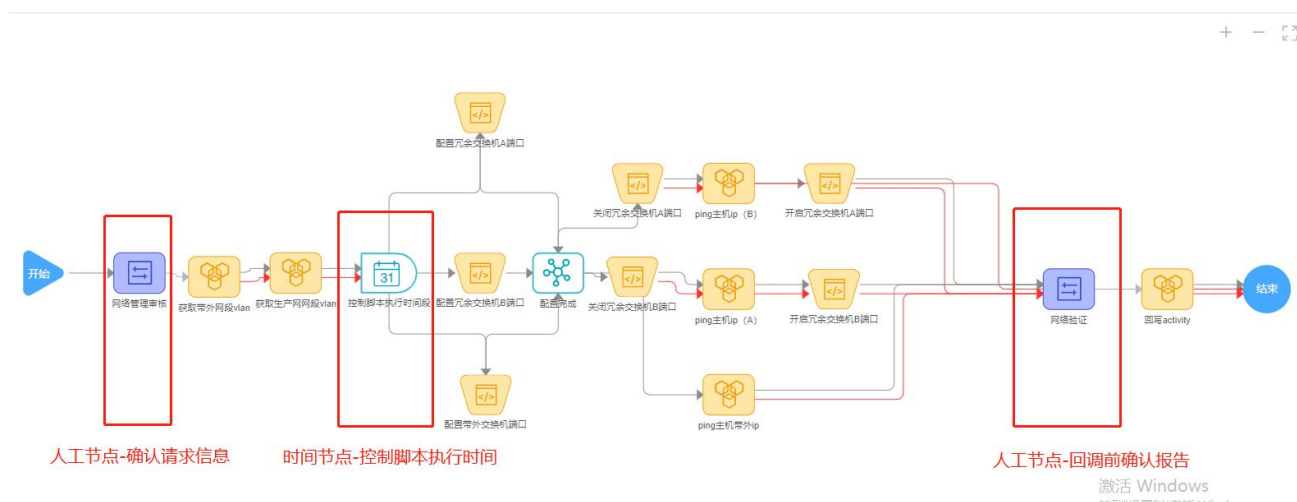 配置冗余交换机A端口
关闭冗余交换机A端口
ping主机ip（B）
开启冗余交换机A端口
开始
网络管理审核
获取带外网段vlan
获取生产网网段vlan
31
控制脚本执行时间段
配置冗余交换机B端口
配置完成
关闭冗余交换机B端口
ping主机ip（A）
开启冗余交换机B端口
网络验证
回写activity
结束
配置带外交换机端口
ping主机带外ip
人工节点-确认请求信息
时间节点-控制脚本执行时间
人工节点-回调前确认报告
激活 Windows